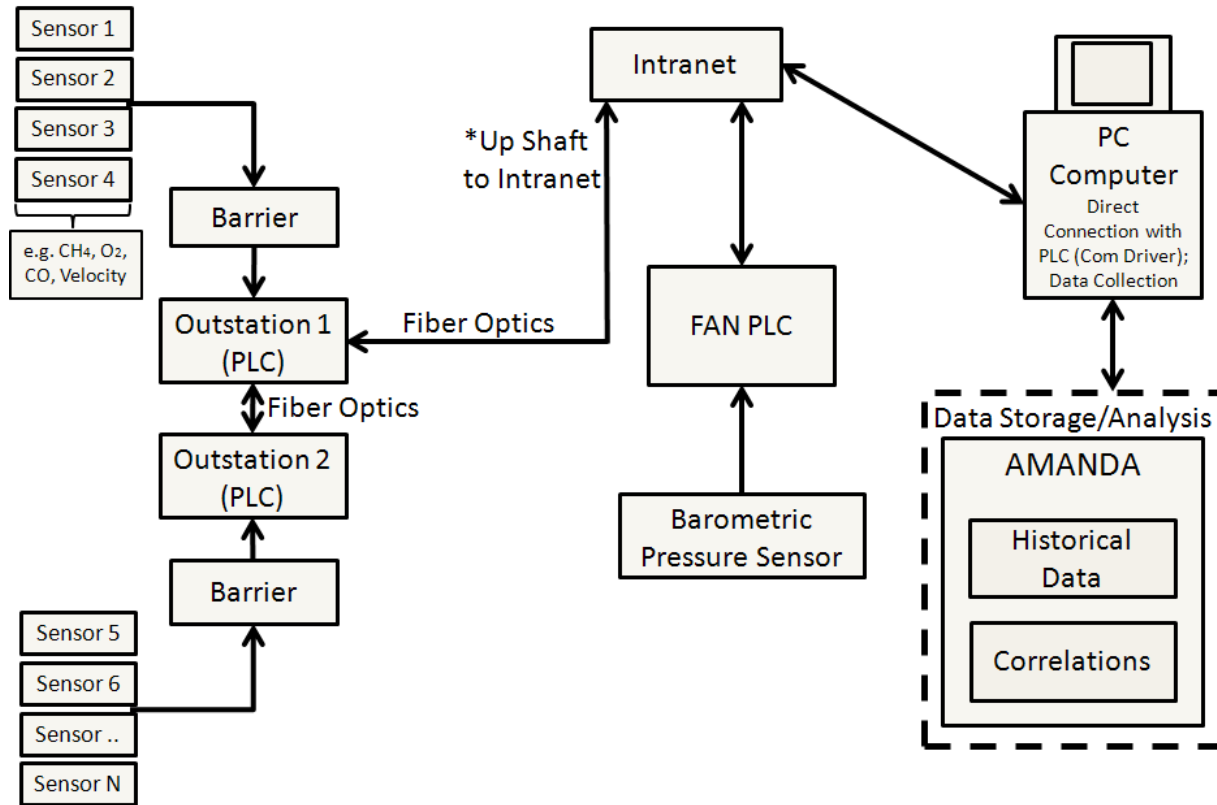 Sensor 1
Sensor 2
Sensor 3
Sensor 4
e.g. CH₄, O₂,
CO, Velocity
Barrier
Outstation 1
(PLC)
Fiber Optics
Outstation 2
(PLC)
Barrier
Sensor 5
Sensor 6
Sensor ..
Sensor N
Fiber Optics
*Up Shaft
to Intranet
Intranet
FAN PLC
Barometric
Pressure Sensor
PC
Computer
Direct
Connection with
PLC (Com Driver);
Data Collection
Data Storage/Analysis
AMANDA
Historical
Data
Correlations